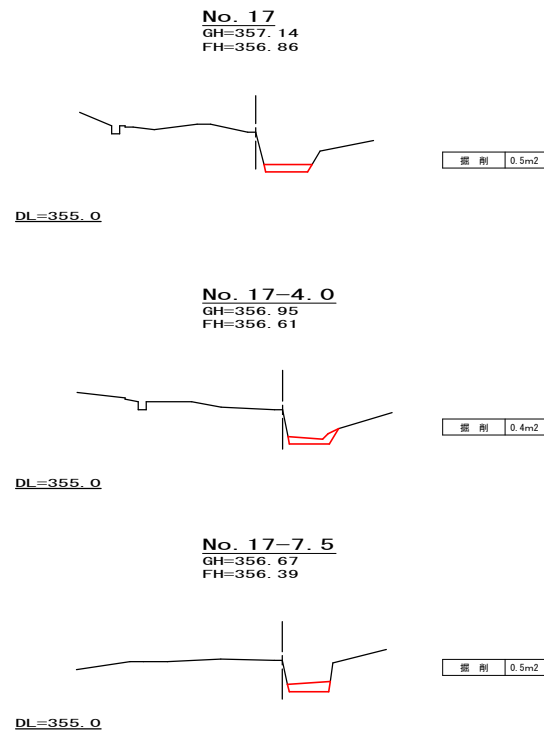 No. 17
GH=357.14
FH=356.86
掘 削 0.5m2
DL=355.0
No. 17-4.0
GH=356.95
FH=356.61
掘 削 0.4m2
DL=355.0
No. 17-7.5
GH=356.67
FH=356.39
掘 削 0.5m2
DL=355.0